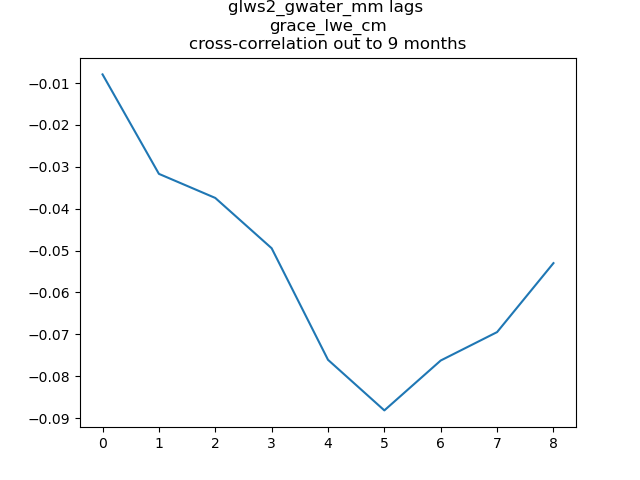 glws2_gwater_mm lags
grace_lwe_cm
cross-correlation out to 9 months
−0.01
−0.02
−0.03
−0.04
−0.05
−0.06
−0.07
−0.08
−0.09
0 1 2 3 4 5 6 7 8